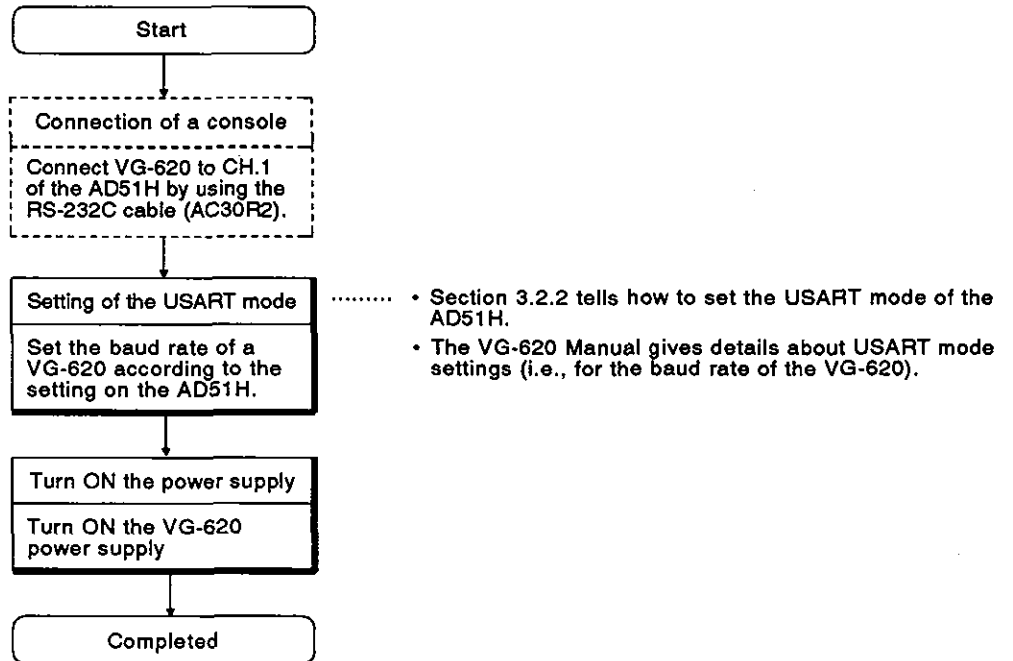 Start
Connection of a console
Connect VG-620 to CH.1
of the AD51H by using the
RS-232C cable (AC30R2).
Setting of the USART mode
Set the baud rate of a
VG-620 according to the
setting on the AD51H.
• Section 3.2.2 tells how to set the USART mode of the
AD51H.
• The VG-620 Manual gives details about USART mode
settings (i.e., for the baud rate of the VG-620).
Turn ON the power supply
Turn ON the VG-620
power supply
Completed